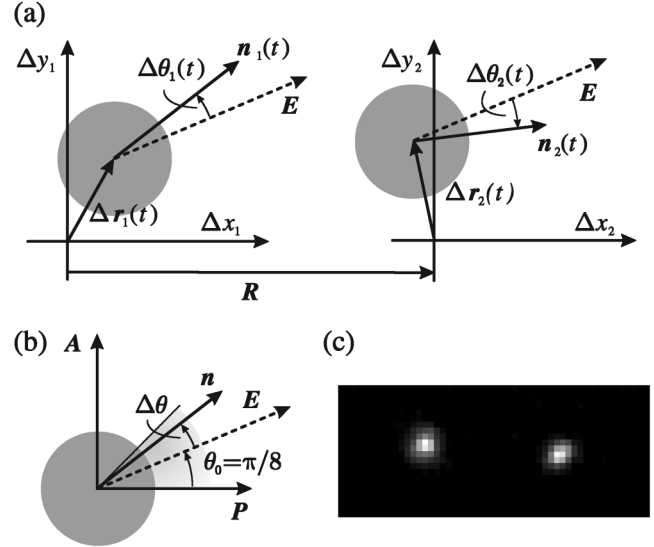 (a)
Δy₁
n₁(t)
Δθ₁(t)
E
Δr₁(t)
Δx₁
Δy₂
Δθ₂(t)
E
n₂(t)
Δr₂(t)
Δx₂
R
(b)
A
n
Δθ
E
θ₀=π/8
P
(c)